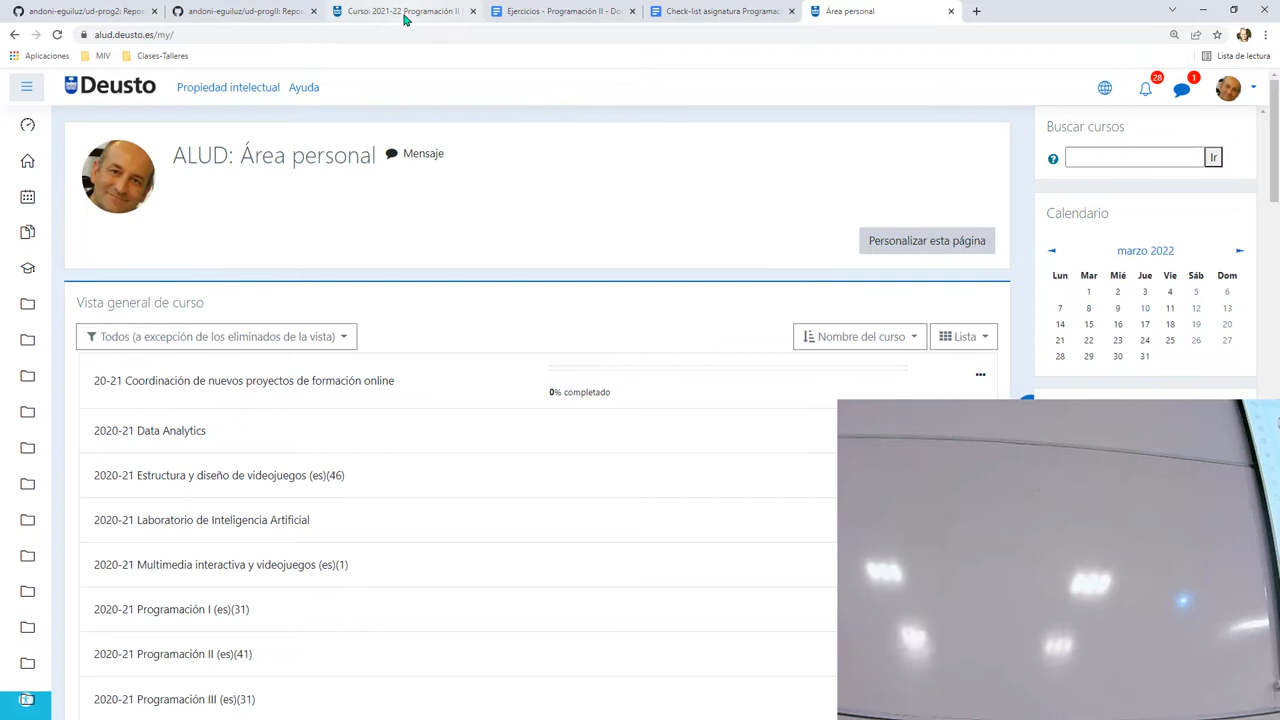 andoni-eguiluz/ud-prog2: Repos
andoni-eguiluz/ud-progII: Repo
Curso: 2021-22 Programación II
Ejercicios - Programación II - Do
Check-list asignatura Programac
Área personal
alud.deusto.es/my/
Aplicaciones
MIV
Clases-Talleres
Lista de lectura
Deusto
Propiedad intelectual
Ayuda
28
1
ALUD: Área personal
Mensaje
Personalizar esta página
Vista general de curso
Todos (a excepción de los eliminados de la vista)
Nombre del curso
Lista
20-21 Coordinación de nuevos proyectos de formación online
0% completado
2020-21 Data Analytics
2020-21 Estructura y diseño de videojuegos (es)(46)
2020-21 Laboratorio de Inteligencia Artificial
2020-21 Multimedia interactiva y videojuegos (es)(1)
2020-21 Programación I (es)(31)
2020-21 Programación II (es)(41)
2020-21 Programación III (es)(31)
Buscar cursos
Ir
Calendario
◄ marzo 2022 ►
Lun Mar Mié Jue Vie Sáb Dom
1 2 3 4 5 6
7 8 9 10 11 12 13
14 15 16 17 18 19 20
21 22 23 24 25 26 27
28 29 30 31